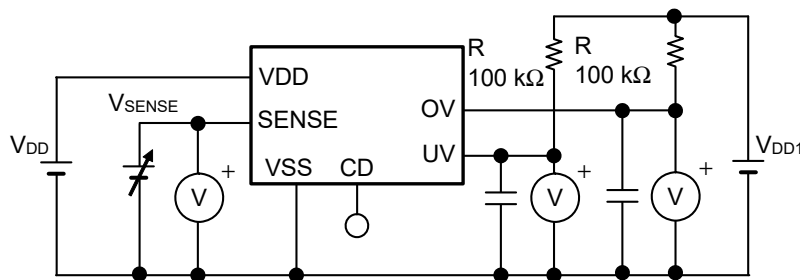 R
100 kΩ
R
100 kΩ
VDD
VSENSE
SENSE
OV
VDD
UV
VDD1
VSS
CD
V
+
V
+
V
+